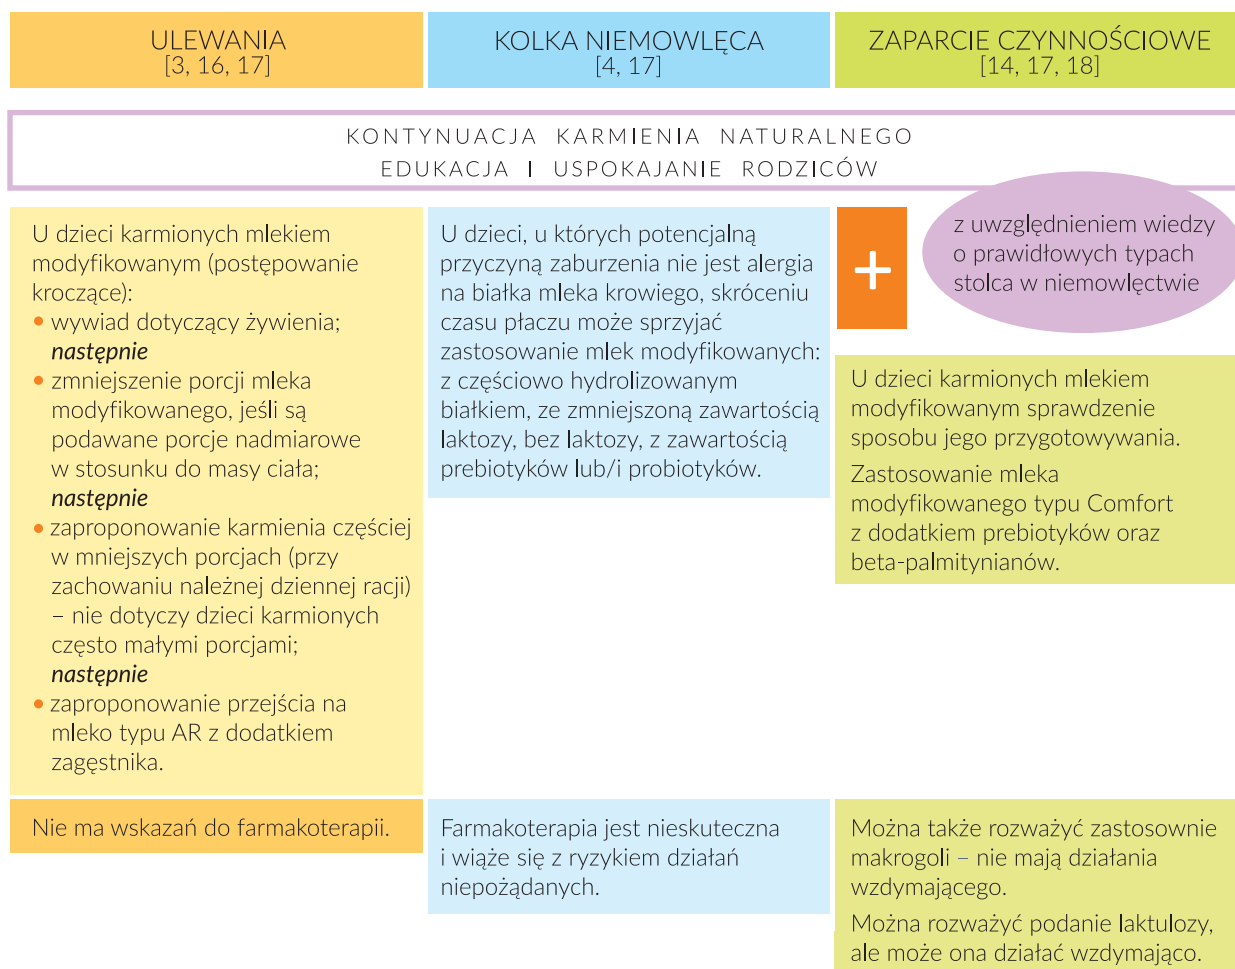 ULEWANIA
[3, 16, 17]
KOLKA NIEMOWLĘCA
[4, 17]
ZAPARCIE CZYNNOŚCIOWE
[14, 17, 18]
KONTYNUACJA KARMIENIA NATURALNEGO
EDUKACJA I USPOKAJANIE RODZICÓW
U dzieci karmionych mlekiem
modyfikowanym (postępowanie
kroczące):
• wywiad dotyczący żywienia;
następnie
• zmniejszenie porcji mleka
modyfikowanego, jeśli są
podawane porcje nadmiarowe
w stosunku do masy ciała;
następnie
• zaproponowanie karmienia częściej
w mniejszych porcjach (przy
zachowaniu należnej dziennej racji)
– nie dotyczy dzieci karmionych
często małymi porcjami;
następnie
• zaproponowanie przejścia na
mleko typu AR z dodatkiem
zagęstnika.
Nie ma wskazań do farmakoterapii.
U dzieci, u których potencjalną
przyczyną zaburzenia nie jest alergia
na białka mleka krowiego, skróceniu
czasu płaczu może sprzyjać
zastosowanie mlek modyfikowanych:
z częściowo hydrolizowanym
białkiem, ze zmniejszoną zawartością
laktozy, bez laktozy, z zawartością
prebiotyków lub/i probiotyków.
Farmakoterapia jest nieskuteczna
i wiąże się z ryzykiem działań
niepożądanych.
+
z uwzględnieniem wiedzy
o prawidłowych typach
stolca w niemowlęctwie
U dzieci karmionych mlekiem
modyfikowanym sprawdzenie
sposobu jego przygotowywania.
Zastosowanie mleka
modyfikowanego typu Comfort
z dodatkiem prebiotyków oraz
beta-palmitynianów.
Można także rozważyć zastosownie
makrogoli – nie mają działania
wzdymającego.
Można rozważyć podanie laktulozy,
ale może ona działać wzdymająco.